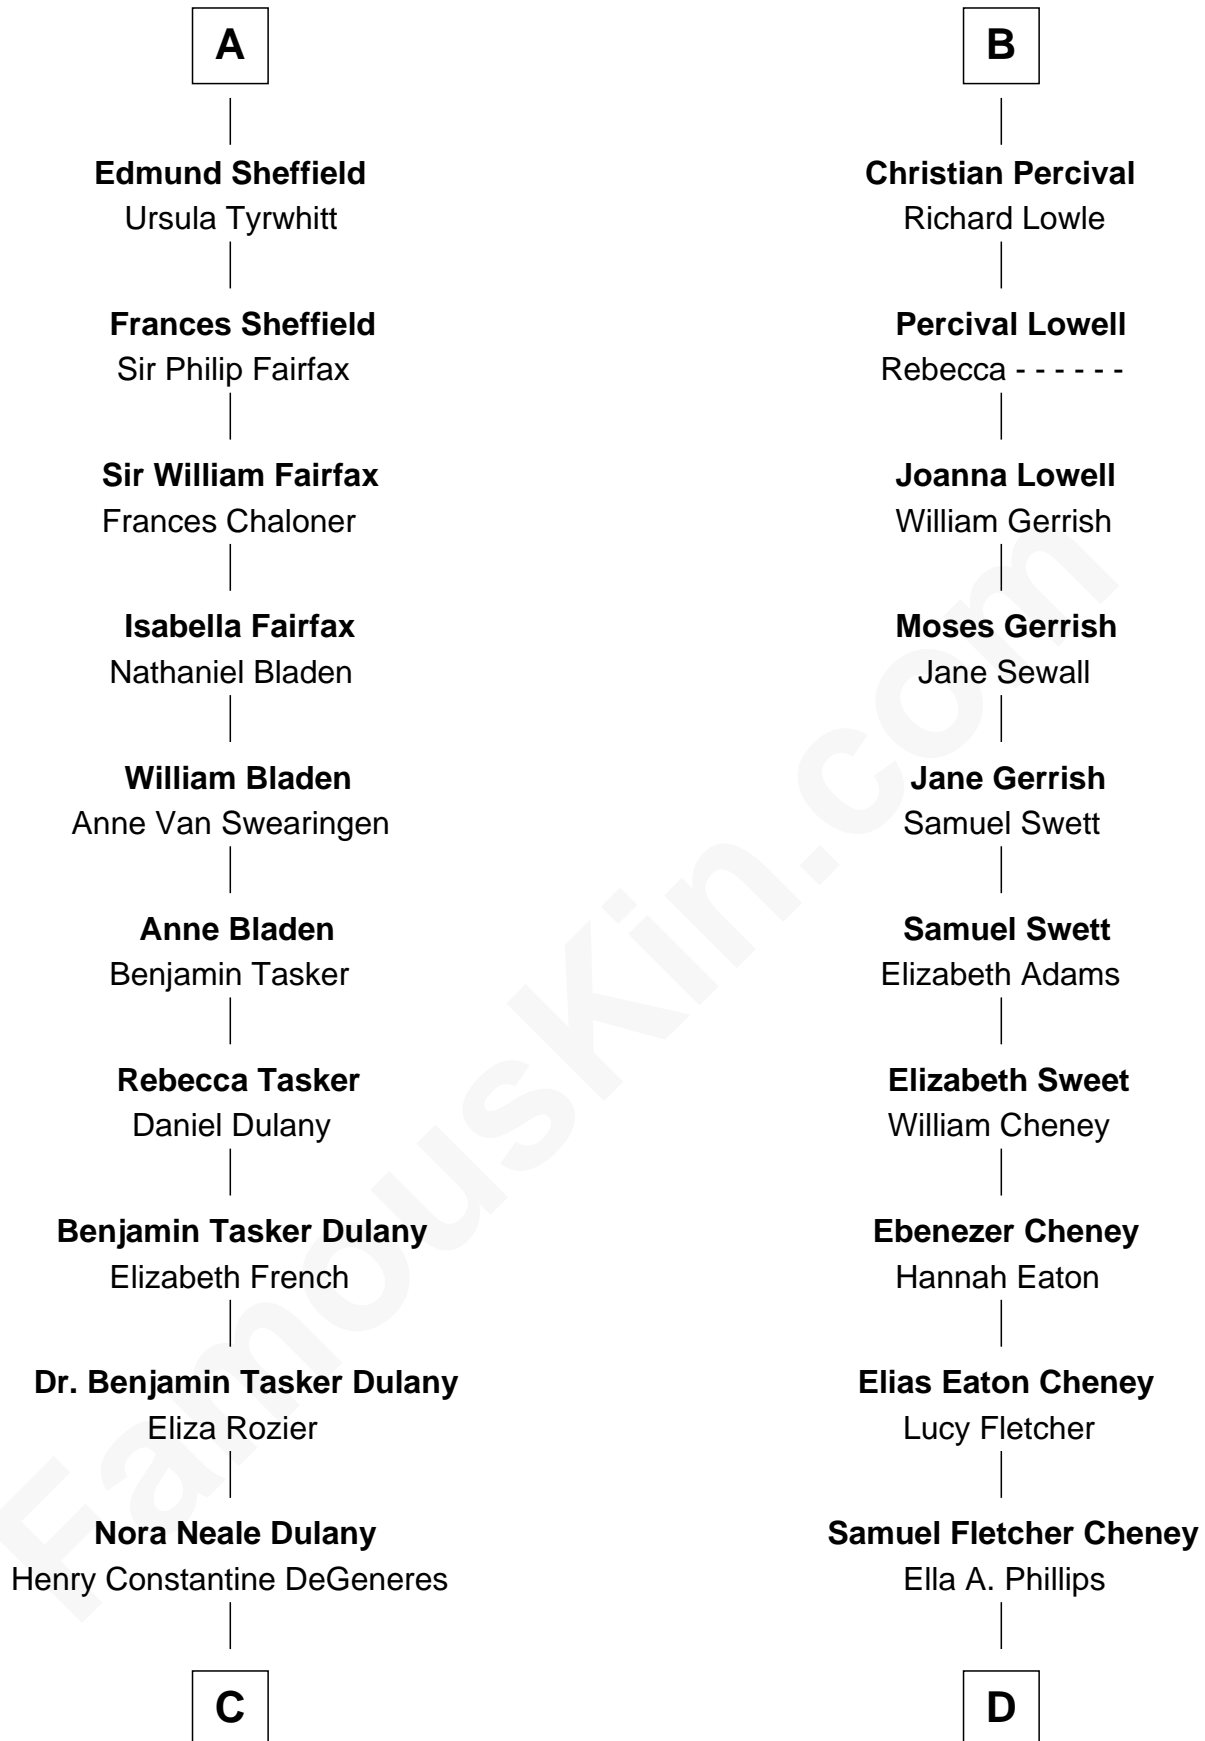 A
Edmund Sheffield
Ursula Tyrwhitt
Frances Sheffield
Sir Philip Fairfax
Sir William Fairfax
Frances Chaloner
Isabella Fairfax
Nathaniel Bladen
William Bladen
Anne Van Swearingen
Anne Bladen
Benjamin Tasker
Rebecca Tasker
Daniel Dulany
Benjamin Tasker Dulany
Elizabeth French
Dr. Benjamin Tasker Dulany
Eliza Rozier
Nora Neale Dulany
Henry Constantine DeGeneres
C
B
Christian Percival
Richard Lowle
Percival Lowell
Rebecca - - - - - -
Joanna Lowell
William Gerrish
Moses Gerrish
Jane Sewall
Jane Gerrish
Samuel Swett
Samuel Swett
Elizabeth Adams
Elizabeth Sweet
William Cheney
Ebenezer Cheney
Hannah Eaton
Elias Eaton Cheney
Lucy Fletcher
Samuel Fletcher Cheney
Ella A. Phillips
D
FamousKin.com